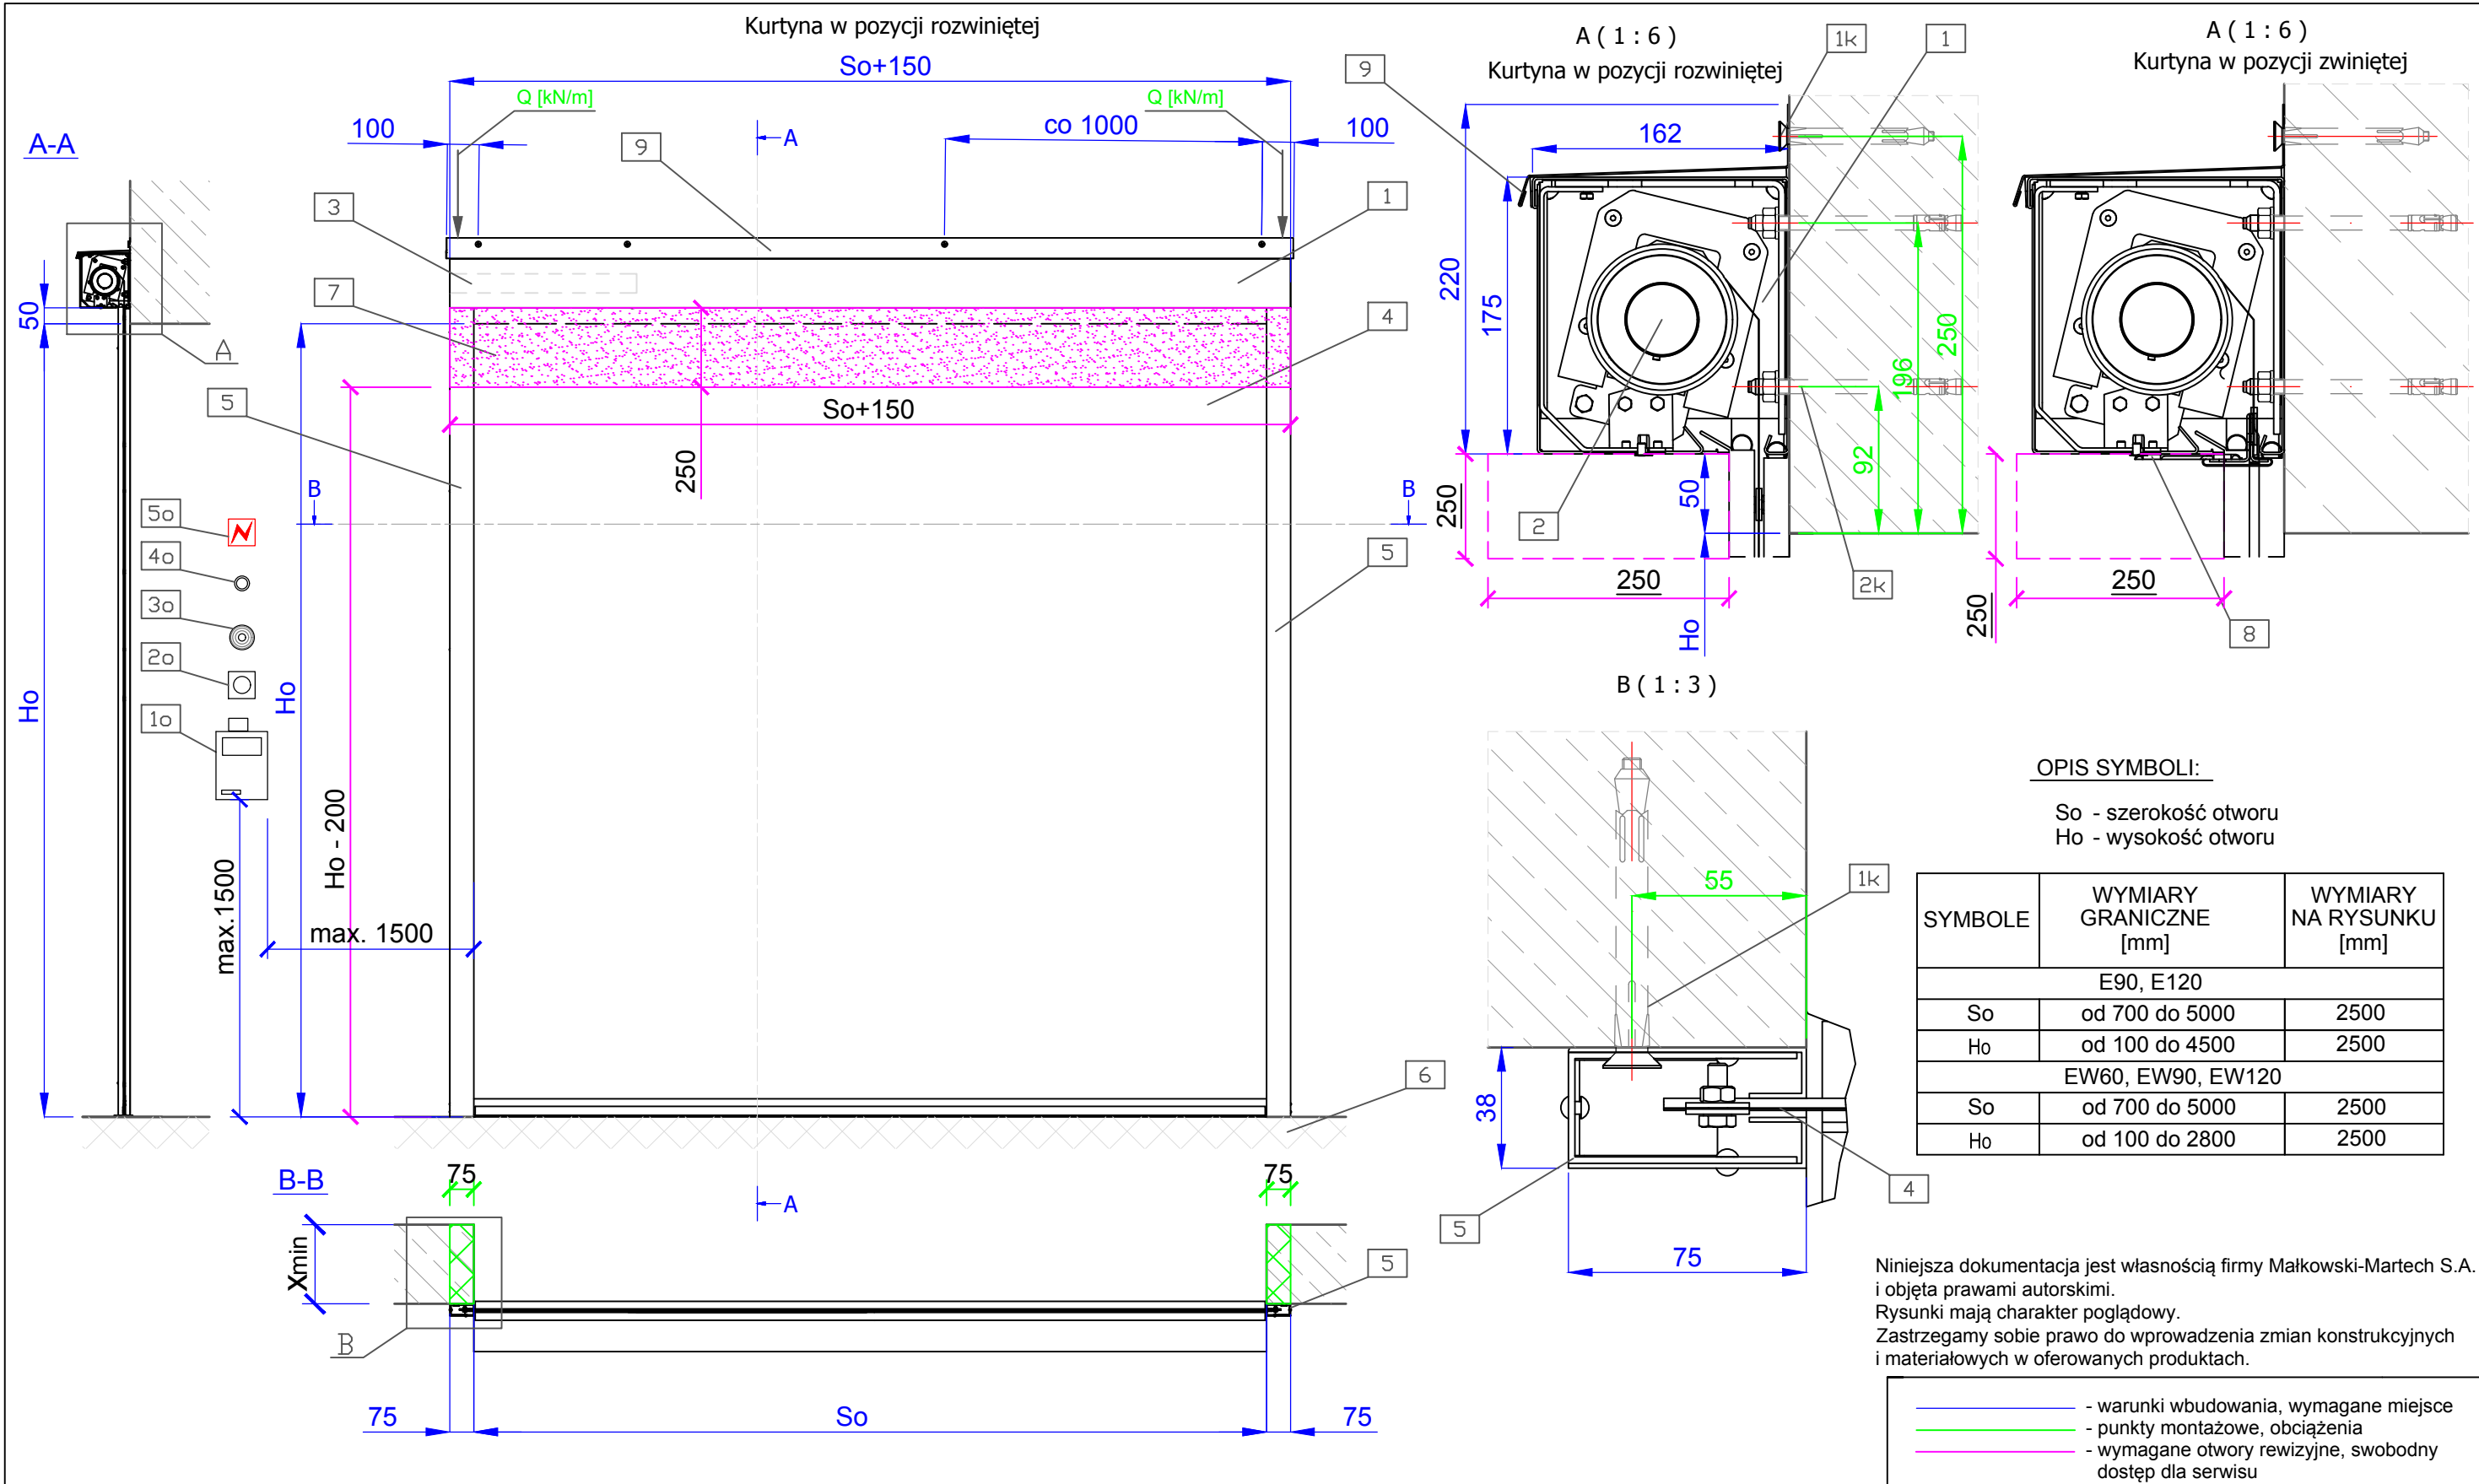 Kurtyna w pozycji rozwiniętej
So+150
Q [kN/m]
Q [kN/m]
100
co 1000
100
A
A-A
9
3
1
7
4
50
A
5
So+150
250
B
B
5o
4o
3o
2o
1o
5
Ho
Ho
Ho - 200
max.1500
max. 1500
6
B-B
75
75
A
Xmin
5
B
75
So
75
A ( 1 : 6 )
Kurtyna w pozycji rozwiniętej
1k
1
9
162
220
175
250
196
92
50
250
250
2
2k
Ho
A ( 1 : 6 )
Kurtyna w pozycji zwiniętej
250
250
8
B ( 1 : 3 )
55
1k
38
4
5
75
OPIS SYMBOLI:
So - szerokość otworu
Ho - wysokość otworu
SYMBOLE
WYMIARY
GRANICZNE
[mm]
WYMIARY
NA RYSUNKU
[mm]
E90, E120
So od 700 do 5000 2500
Ho od 100 do 4500 2500
EW60, EW90, EW120
So od 700 do 5000 2500
Ho od 100 do 2800 2500
Niniejsza dokumentacja jest własnością firmy Małkowski-Martech S.A.
i objęta prawami autorskimi.
Rysunki mają charakter poglądowy.
Zastrzegamy sobie prawo do wprowadzenia zmian konstrukcyjnych
i materiałowych w oferowanych produktach.
- warunki wbudowania, wymagane miejsce
- punkty montażowe, obciążenia
- wymagane otwory rewizyjne, swobodny
dostęp dla serwisu